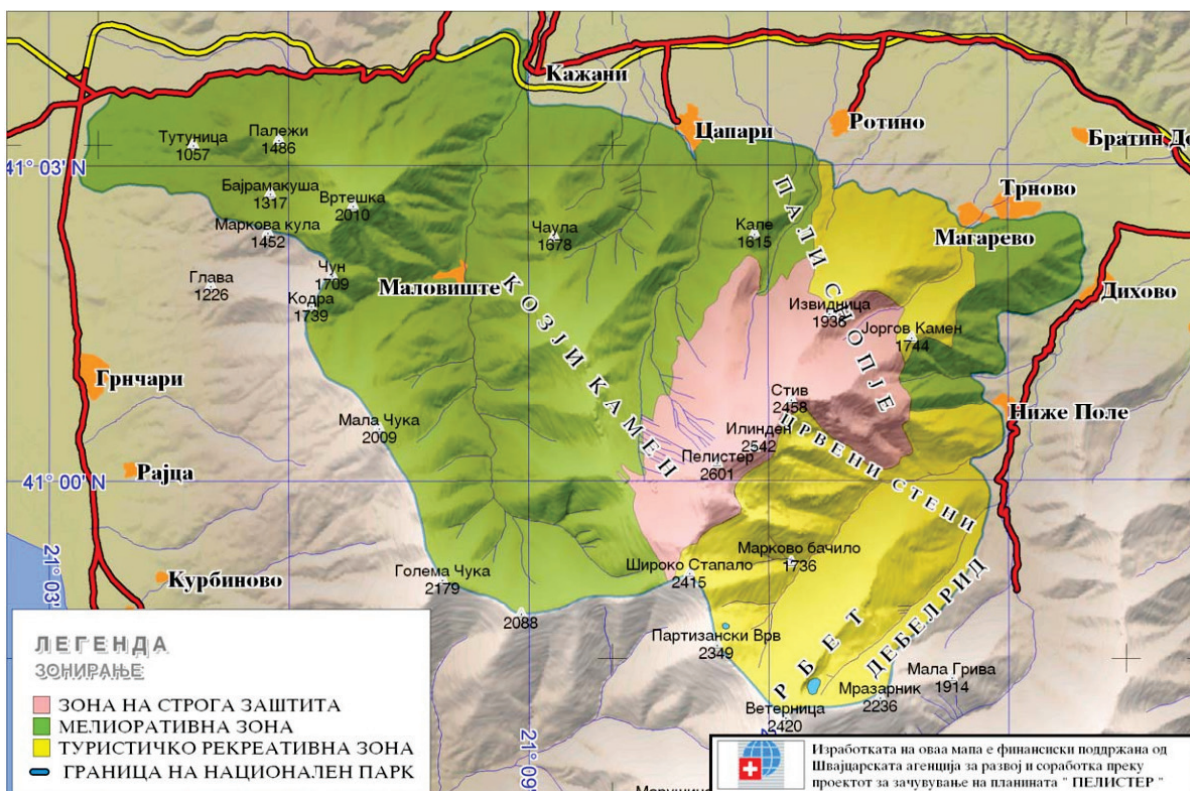 Кажани
Цапари
Ротино
Братин До
Тутуница
1057
Палежи
1486
41° 03' N
Бајрамакуша
1317
Вртешка
2010
Трново
Магарево
Маркова кула
1452
Чаула
1678
Кале
1615
ПАЛИ СНОПЈЕ
Глава
1226
Чун
1709
Кодра
1739
Маловиште
КОЗЈИ КАМЕН
Извидница
1936
Јоргов Камен
1744
Дихово
Грнчари
Мала Чука
2009
Стив
2458
Ниже Поле
Илинден
2542
ЦРВЕНИ СТЕНИ
Пелистер
2601
Рајца
41° 00' N
21° 03'
Курбиново
Голема Чука
2179
2088
Широко Стапало
2415
Марково бачило
1736
Партизански Врв
2349
РБЕТ
ДЕБЕЛРИД
Мала Грива
1914
Мразарник
2236
Ветерница
2420
21° 09'
ЛЕГЕНДА
ЗОНИРАЊЕ
ЗОНА НА СТРОГА ЗАШТИТА
МЕЛИОРАТИВНА ЗОНА
ТУРИСТИЧКО РЕКРЕАТИВНА ЗОНА
ГРАНИЦА НА НАЦИОНАЛЕН ПАРК
Изработката на оваа мапа е финансиски поддржана од
Швајцарската агенција за развој и соработка преку
проектот за зачувување на планината " ПЕЛИСТЕР "